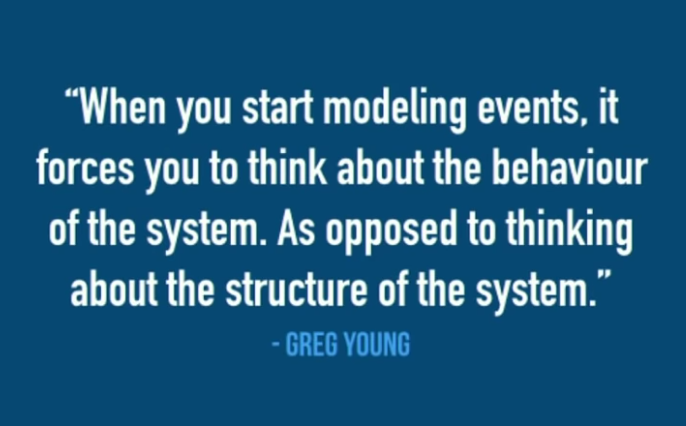 “When you start modeling events, it
forces you to think about the behaviour
of the system. As opposed to thinking
about the structure of the system.”
- GREG YOUNG